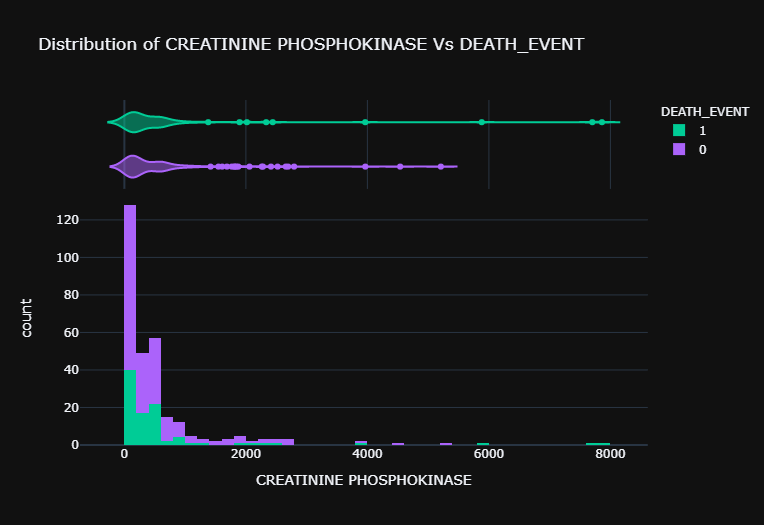 Distribution of CREATININE PHOSPHOKINASE Vs DEATH_EVENT
DEATH_EVENT
1
0
120
100
80
60
40
20
0
count
0 2000 4000 6000 8000
CREATININE PHOSPHOKINASE